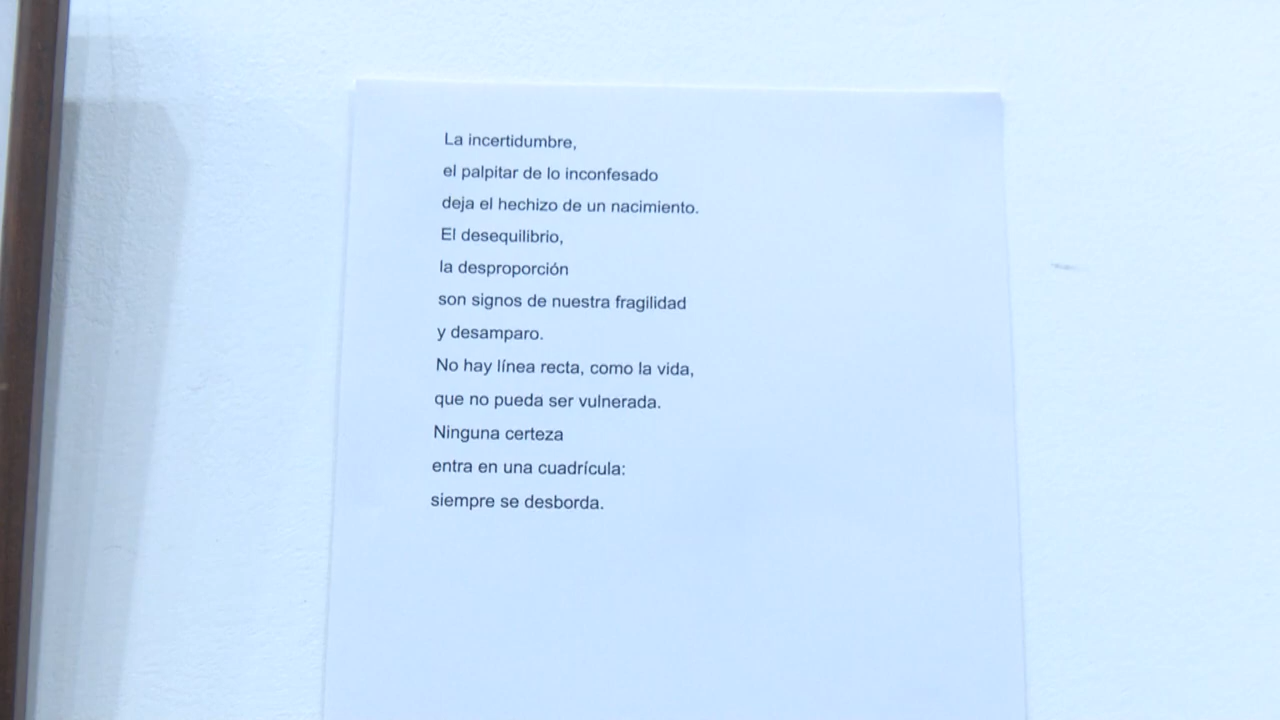 La incertidumbre,
el palpitar de lo inconfesado
deja el hechizo de un nacimiento.
El desequilibrio,
la desproporción
son signos de nuestra fragilidad
y desamparo.
No hay línea recta, como la vida,
que no pueda ser vulnerada.
Ninguna certeza
entra en una cuadrícula:
siempre se desborda.